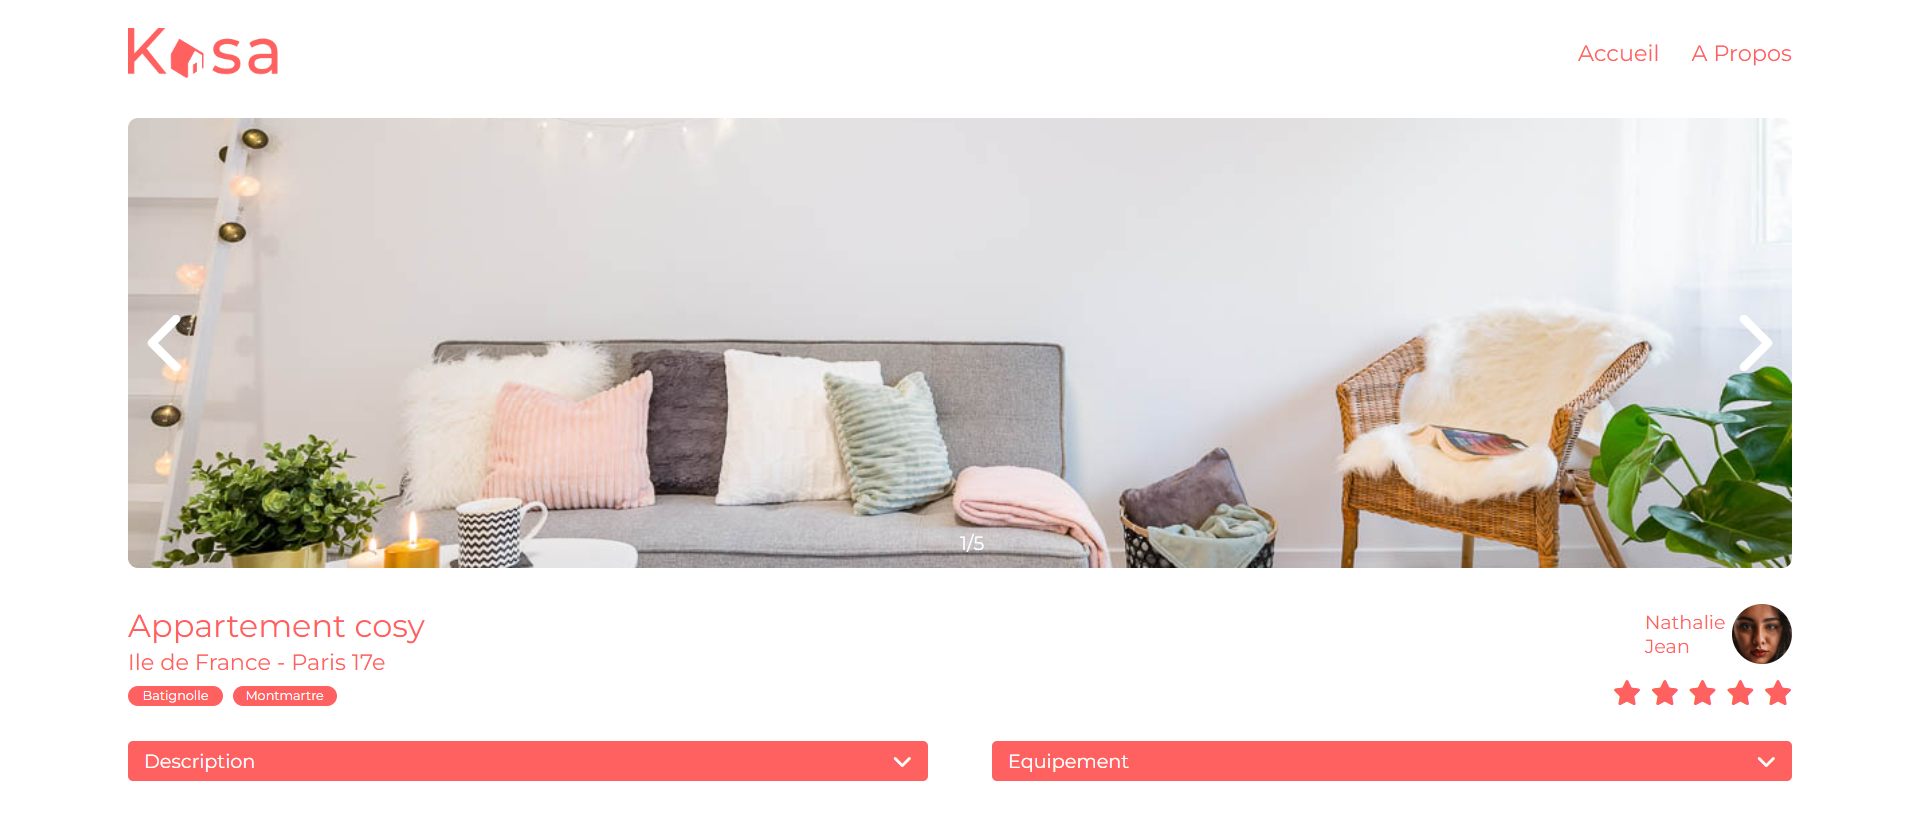 Kasa
Accueil
A Propos
1/5
Appartement cosy
Ile de France - Paris 17e
Batignolle
Montmartre
Nathalie
Jean
Description
Equipement